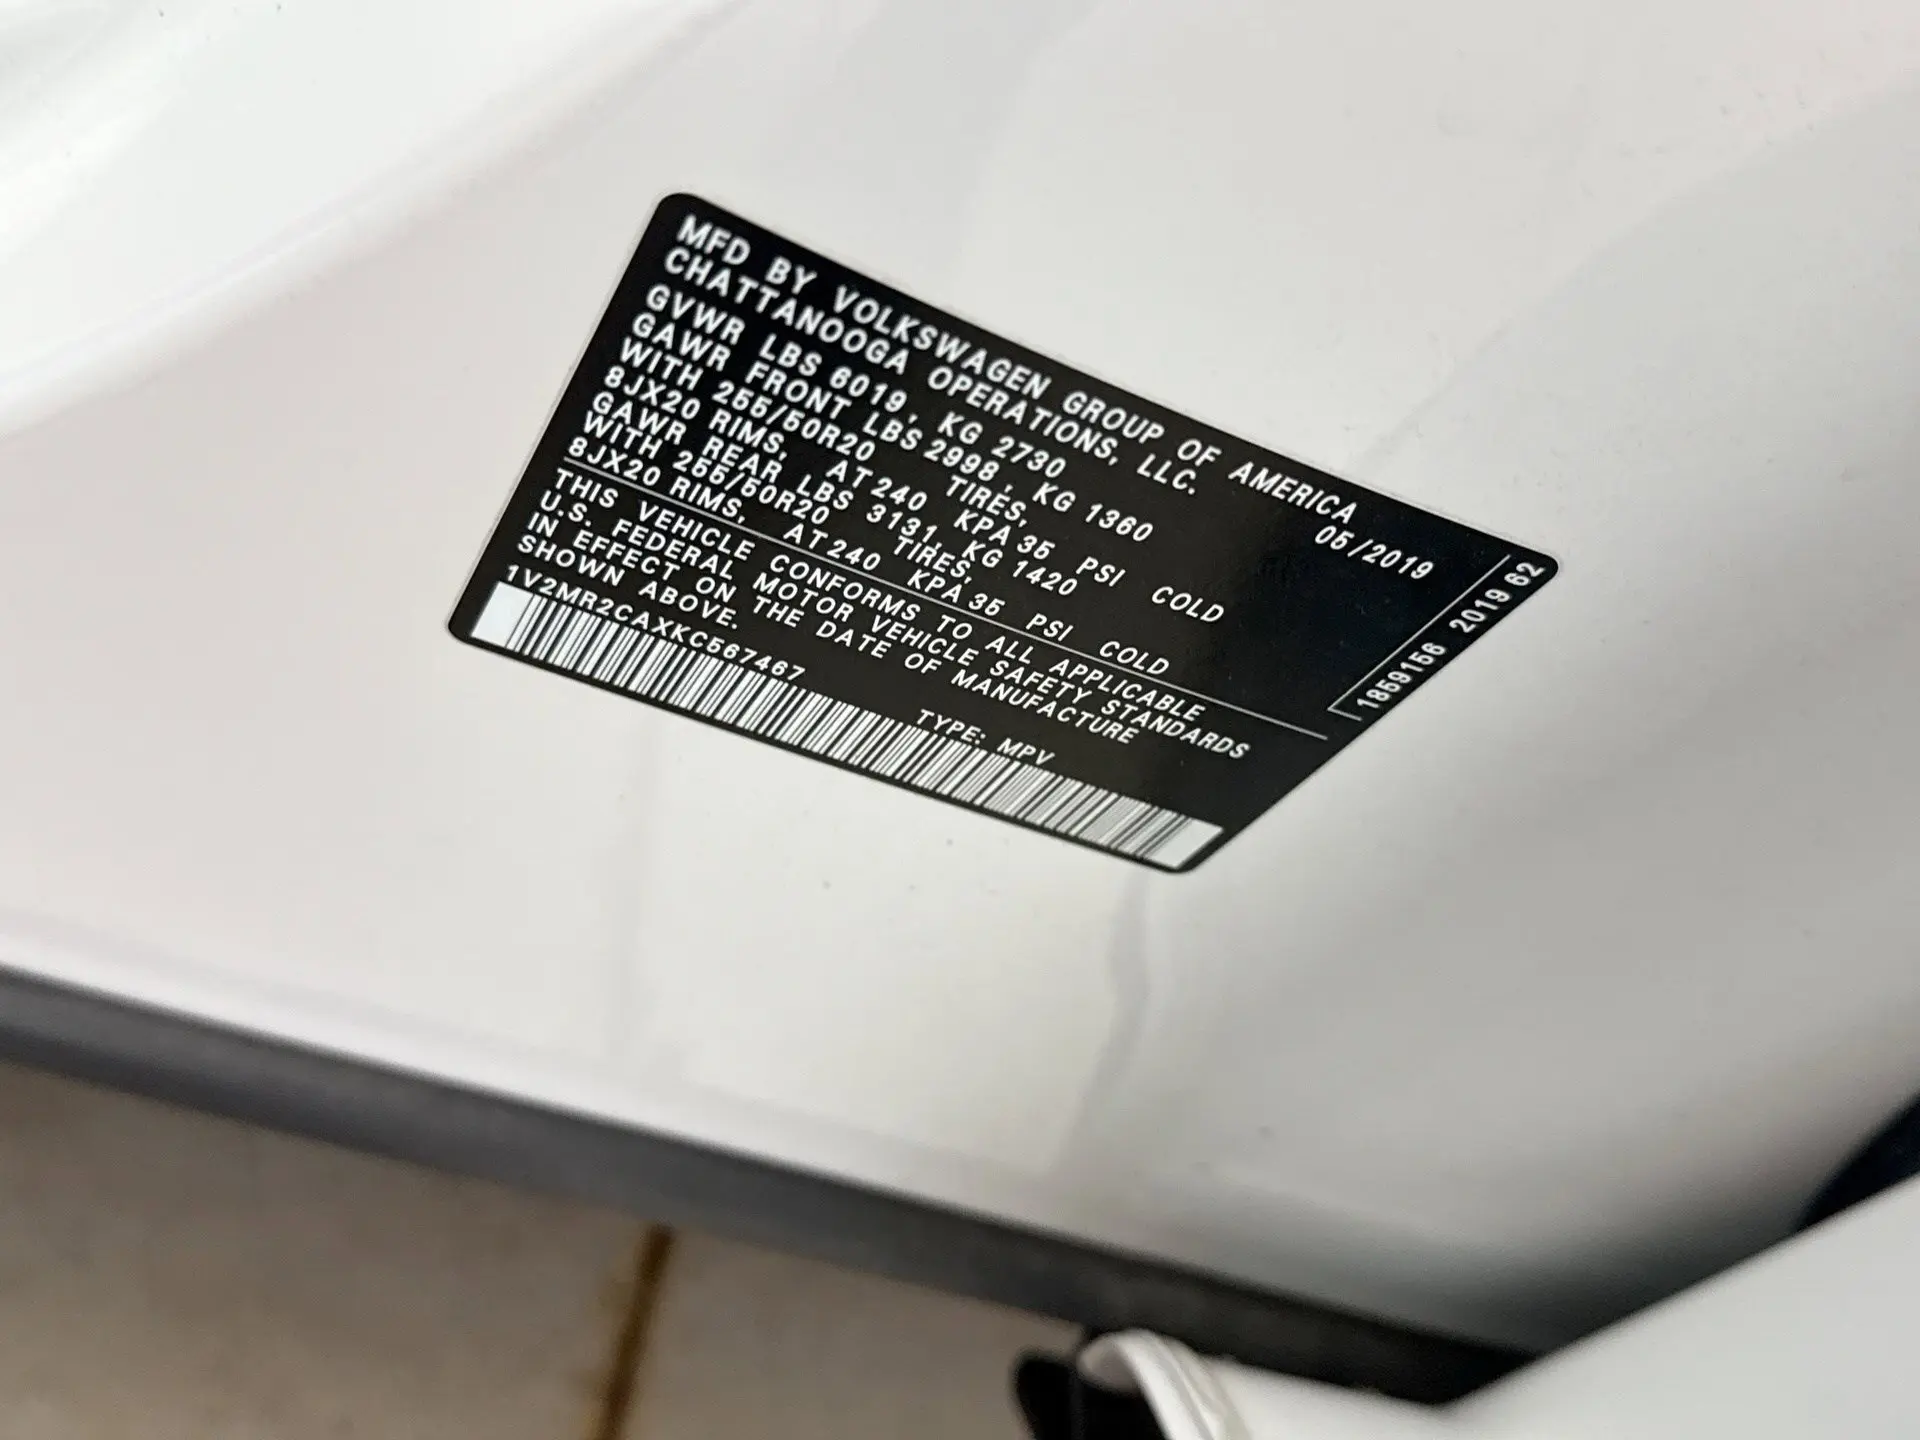 MFD BY VOLKSWAGEN GROUP OF AMERICA
CHATTANOOGA OPERATIONS, LLC. 05/2019
GVWR LBS 6019, KG 2730
GAWR FRONT LBS 2998, KG 1360
WITH 255/50R20 TIRES,
8JX20 RIMS, AT 240 KPA 35 PSI COLD
GAWR REAR LBS 3131, KG 1420
WITH 255/50R20 TIRES,
8JX20 RIMS, AT 240 KPA 35 PSI COLD
THIS VEHICLE CONFORMS TO ALL APPLICABLE
U.S. FEDERAL MOTOR VEHICLE SAFETY STANDARDS
IN EFFECT ON THE DATE OF MANUFACTURE
SHOWN ABOVE.
1V2MR2CAXKC567467 TYPE: MPV
1859156 2019 62